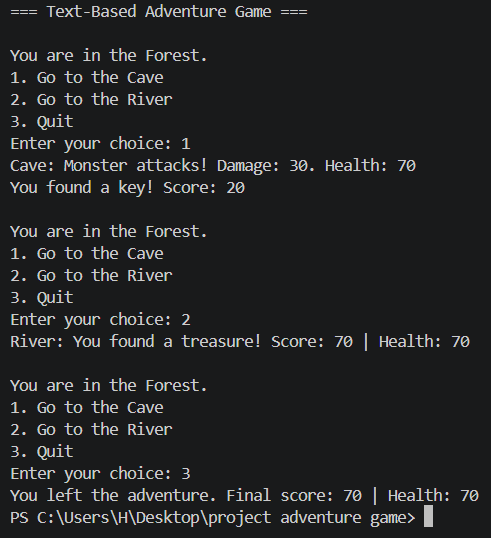 === Text-Based Adventure Game ===
You are in the Forest.
1. Go to the Cave
2. Go to the River
3. Quit
Enter your choice: 1
Cave: Monster attacks! Damage: 30. Health: 70
You found a key! Score: 20
You are in the Forest.
1. Go to the Cave
2. Go to the River
3. Quit
Enter your choice: 2
River: You found a treasure! Score: 70 | Health: 70
You are in the Forest.
1. Go to the Cave
2. Go to the River
3. Quit
Enter your choice: 3
You left the adventure. Final score: 70 | Health: 70
PS C:\Users\H\Desktop\project adventure game>